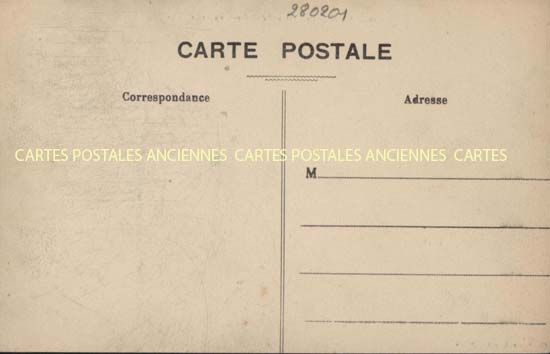 280201
CARTE POSTALE
Correspondance
Adresse
CARTES POSTALES ANCIENNES CARTES POSTALES ANCIENNES CARTES
M